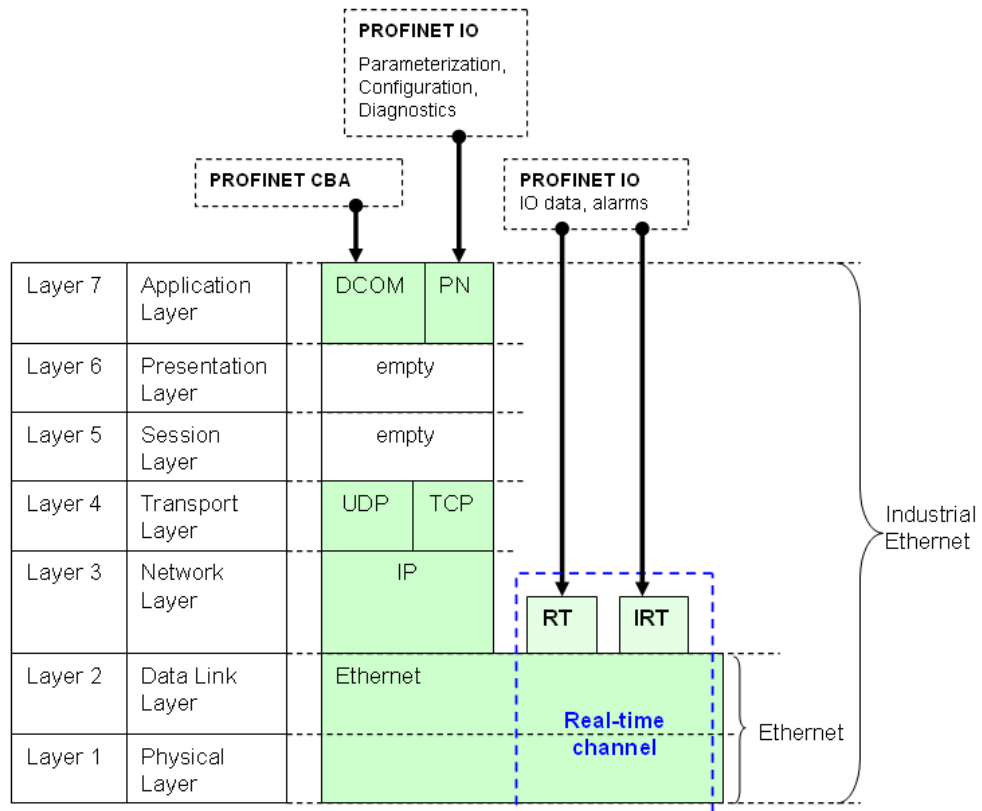 PROFINET IO
Parameterization,
Configuration,
Diagnostics
PROFINET CBA
PROFINET IO
IO data, alarms
Layer 7
Application
Layer
DCOM
PN
Layer 6
Presentation
Layer
empty
Layer 5
Session
Layer
empty
Layer 4
Transport
Layer
UDP
TCP
Industrial
Ethernet
Layer 3
Network
Layer
IP
RT
IRT
Layer 2
Data Link
Layer
Ethernet
Real-time
channel
Ethernet
Layer 1
Physical
Layer